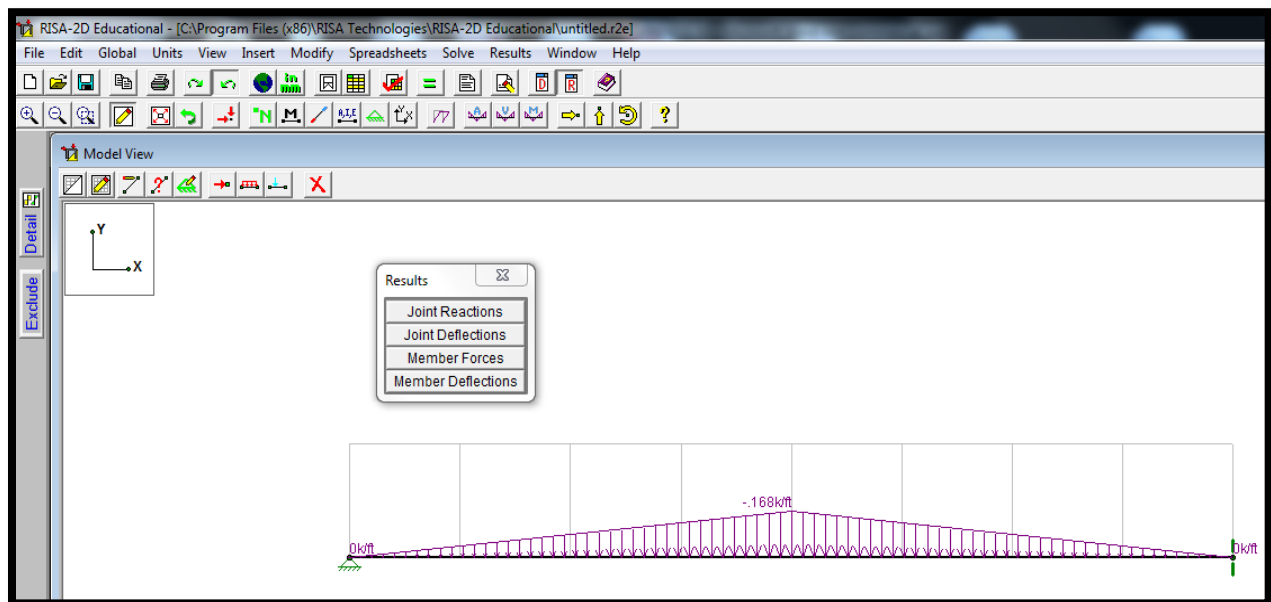 RISA-2D Educational - [C:\Program Files (x86)\RISA Technologies\RISA-2D Educational\untitled.r2e]
File Edit Global Units View Insert Modify Spreadsheets Solve Results Window Help
in
mm
D R
N M A,I,E Y X A V M ?
Model View
Detail
Exclude
Y
X
Results
Joint Reactions
Joint Deflections
Member Forces
Member Deflections
-.168k/ft
0k/ft
0k/ft